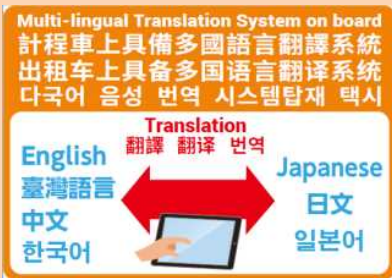 Multi-lingual Translation System on board
計程車上具備多國語言翻譯系統
出租车上具备多国语言翻译系统
다국어 음성 번역 시스템탑재 택시
Translation
翻譯 翻译 번역
English
臺灣語言
中文
한국어
Japanese
日文
일본어